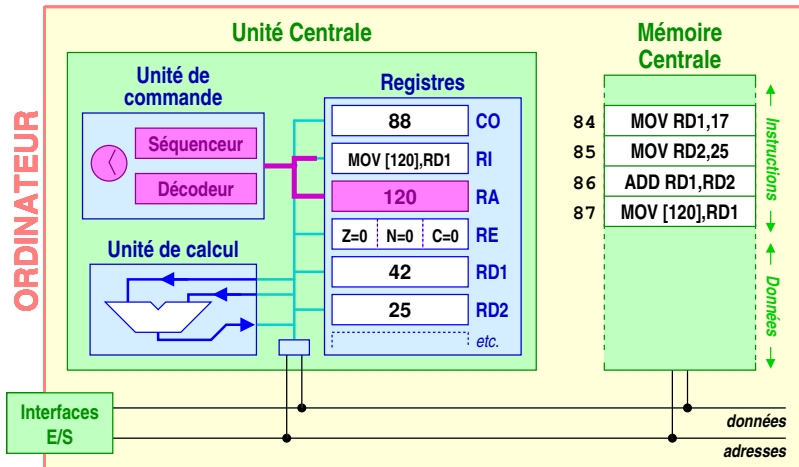 ORDINATEUR
Unité Centrale
Unité de
commande
Séquenceur
Décodeur
Unité de calcul
Registres
88 CO
MOV [120],RD1 RI
120 RA
Z=0 N=0 C=0 RE
42 RD1
25 RD2
etc.
Mémoire
Centrale
84 MOV RD1,17
85 MOV RD2,25
86 ADD RD1,RD2
87 MOV [120],RD1
Instructions
Données
Interfaces
E/S
données
adresses